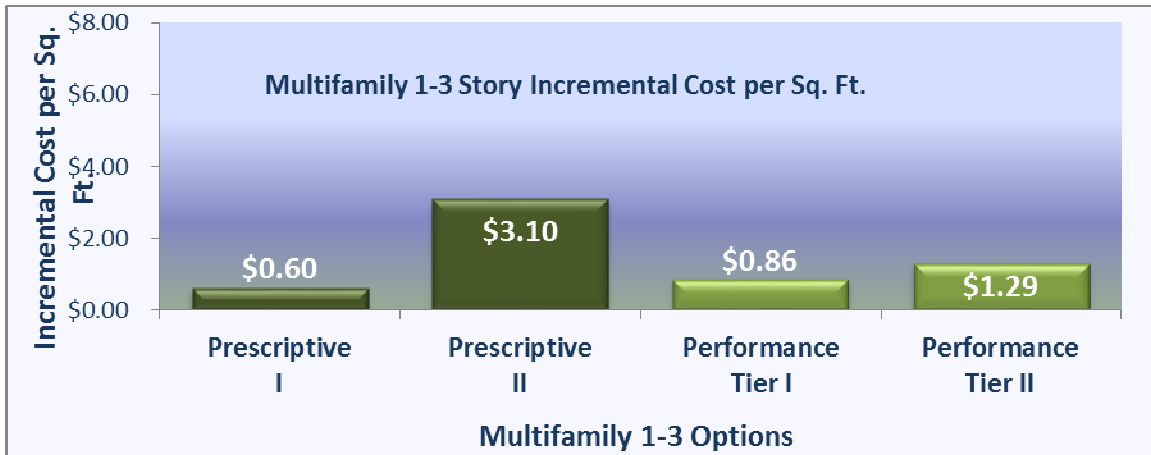 Multifamily 1-3 Story Incremental Cost per Sq. Ft.
Incremental Cost per Sq.
Ft.
$8.00
$6.00
$4.00
$2.00
$0.00
$0.60
$3.10
$0.86
$1.29
Prescriptive
I
Prescriptive
II
Performance
Tier I
Performance
Tier II
Multifamily 1-3 Options